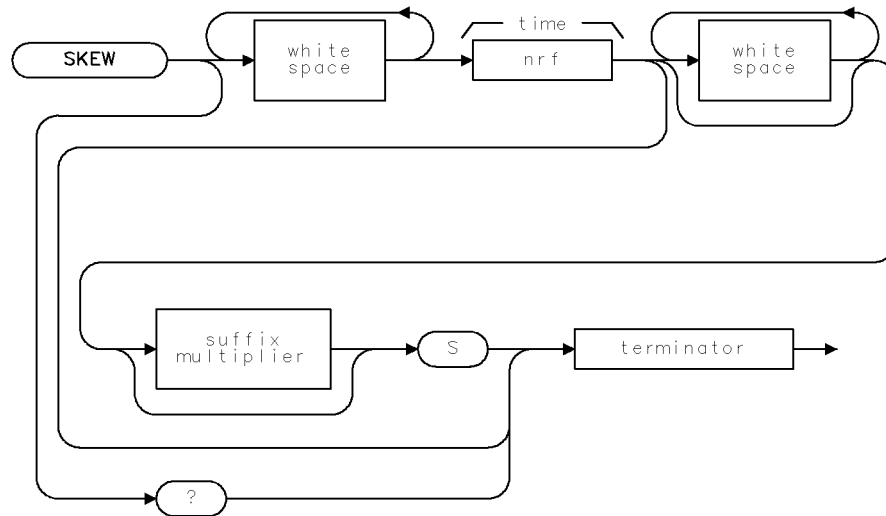 time
SKEW
white
space
nrf
white
space
suffix
multiplier
S
terminator
?